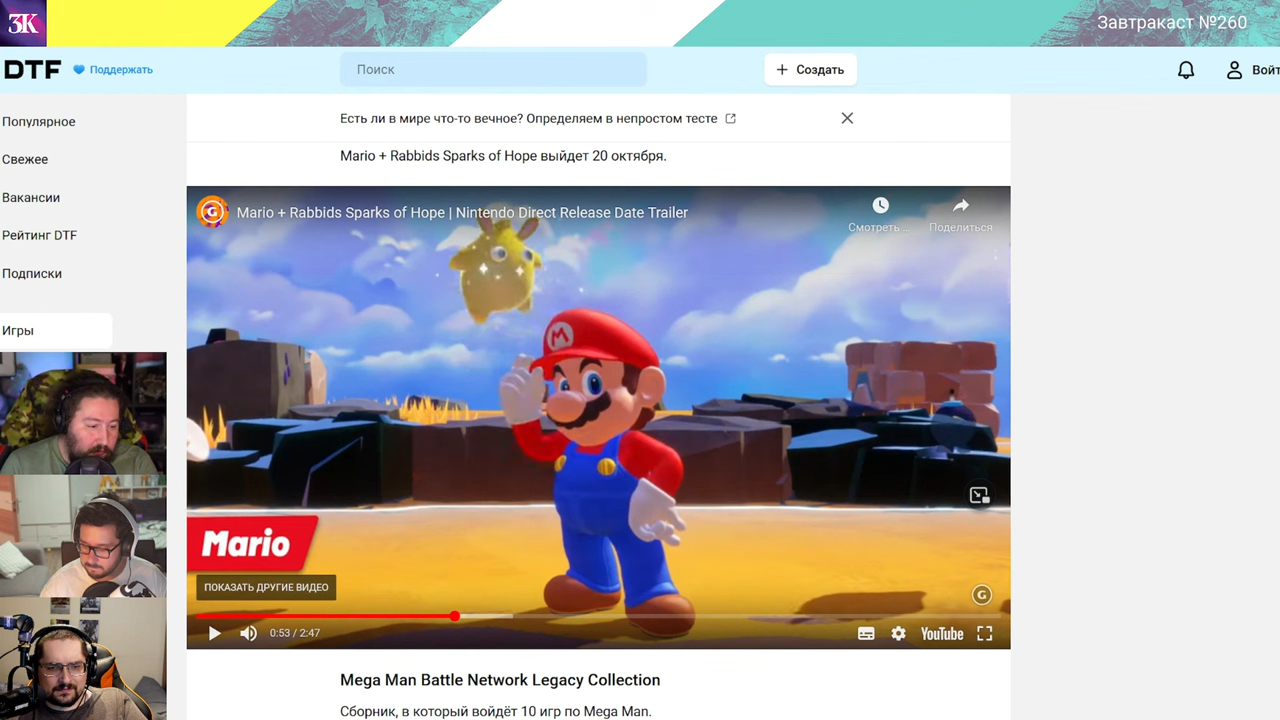 ЗК
Завтракаст №260
DTF
Поддержать
Поиск
Создать
Войт
Популярное
Свежее
Вакансии
Рейтинг DTF
Подписки
Игры
Есть ли в мире что-то вечное? Определяем в непростом тесте
Mario + Rabbids Sparks of Hope выйдет 20 октября.
G
Mario + Rabbids Sparks of Hope | Nintendo Direct Release Date Trailer
Смотреть ...
Поделиться
M
Mario
ПОКАЗАТЬ ДРУГИЕ ВИДЕО
G
0:53 / 2:47
YouTube
Mega Man Battle Network Legacy Collection
Сборник, в который войдёт 10 игр по Mega Man.